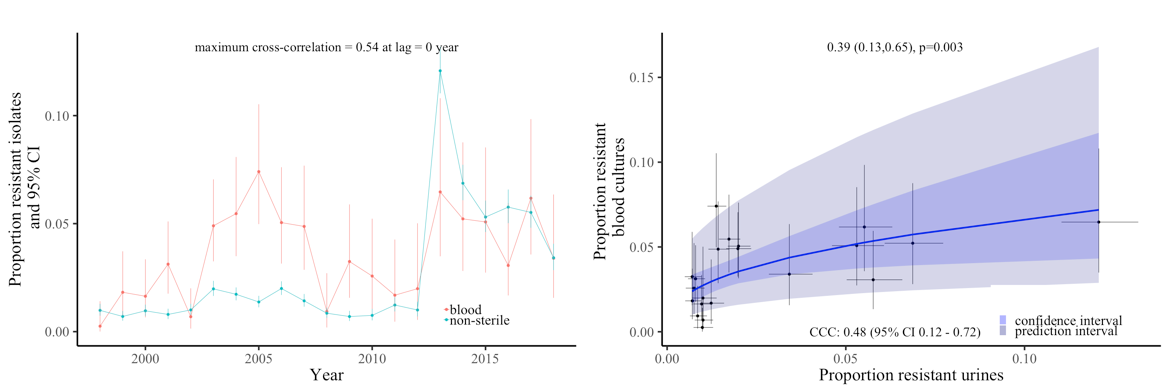 maximum cross-correlation = 0.54 at lag = 0 year
Proportion resistant isolates
and 95% CI
0.10
0.05
0.00
blood
non-sterile
2000
2005
2010
2015
Year
0.39 (0.13,0.65), p=0.003
Proportion resistant
blood cultures
0.15
0.10
0.05
0.00
CCC: 0.48 (95% CI 0.12 - 0.72)
confidence interval
prediction interval
0.00
0.05
0.10
Proportion resistant urines